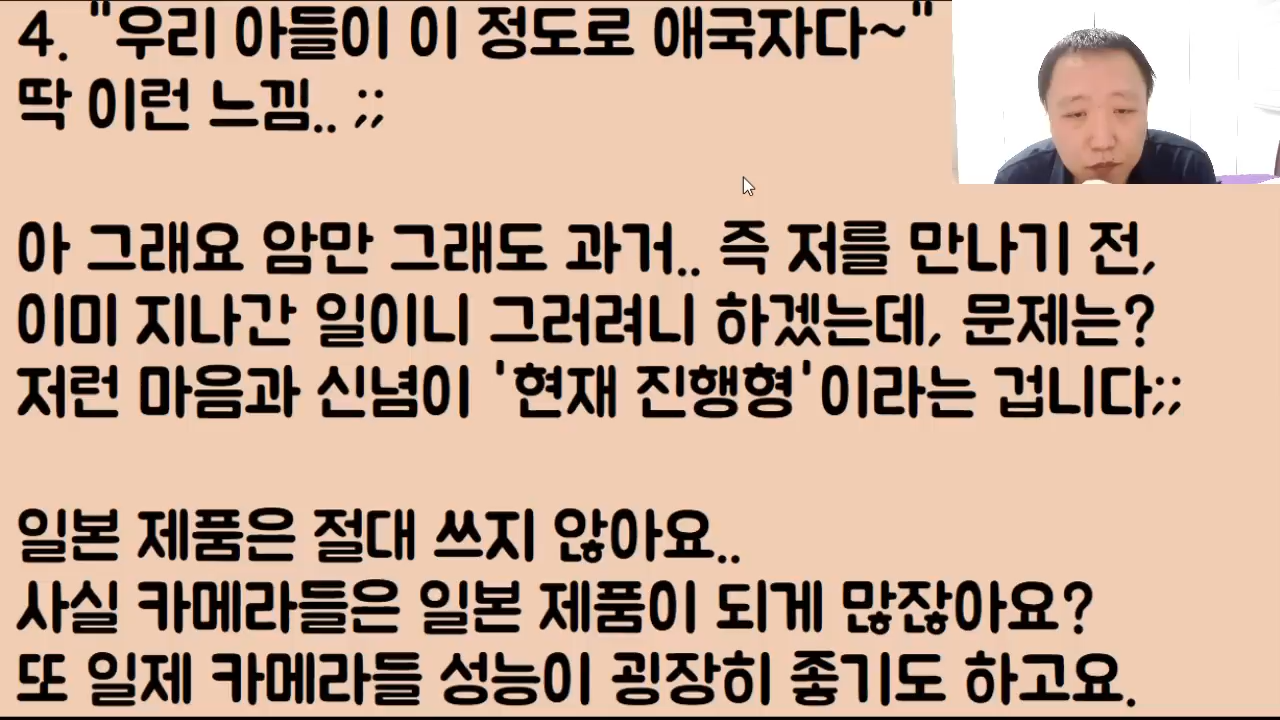 4. "우리 아들이 이 정도로 애국자다~"
딱 이런 느낌.. ;;
아 그래요 암만 그래도 과거.. 즉 저를 만나기 전,
이미 지나간 일이니 그러려니 하겠는데, 문제는?
저런 마음과 신념이 '현재 진행형'이라는 겁니다;;
일본 제품은 절대 쓰지 않아요..
사실 카메라들은 일본 제품이 되게 많잖아요?
또 일제 카메라들 성능이 굉장히 좋기도 하고요.